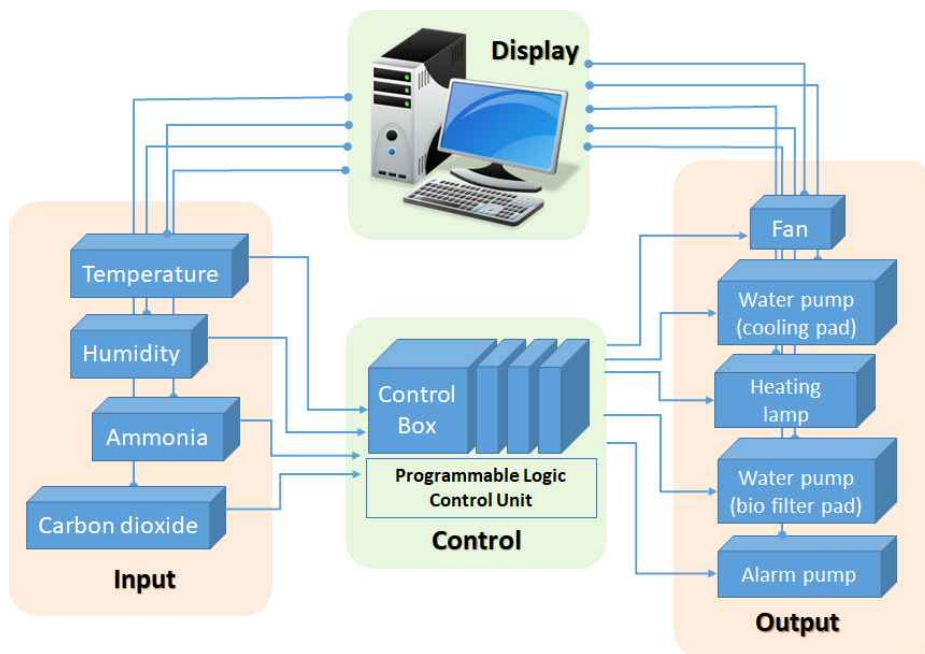 Display
Temperature
Humidity
Ammonia
Carbon dioxide
Input
Control
Box
Programmable Logic
Control Unit
Control
Fan
Water pump
(cooling pad)
Heating
lamp
Water pump
(bio filter pad)
Alarm pump
Output